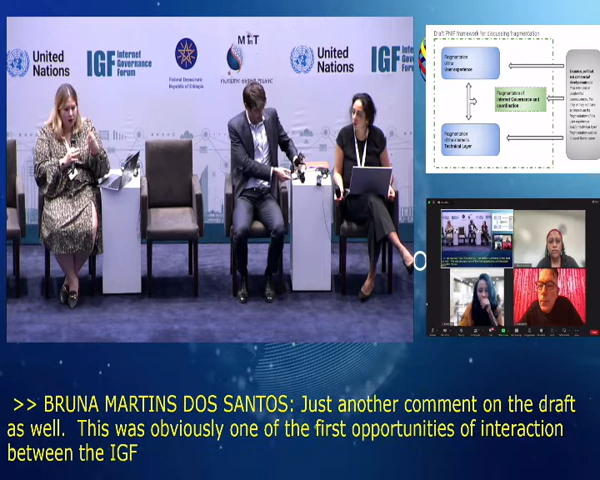 United
Nations
IGF Internet
Governance
Forum
Federal Democratic
Republic of Ethiopia
United
Nations
IGF Internet
Governance
Forum
Draft PNIF framework for discussing fragmentation
Fragmentation
of the
User experience
Fragmentation of
Internet Governance and
coordination
Fragmentation
of the Internet's
Technical Layer
>> BRUNA MARTINS DOS SANTOS: Just another comment on the draft
as well.  This was obviously one of the first opportunities of interaction
between the IGF